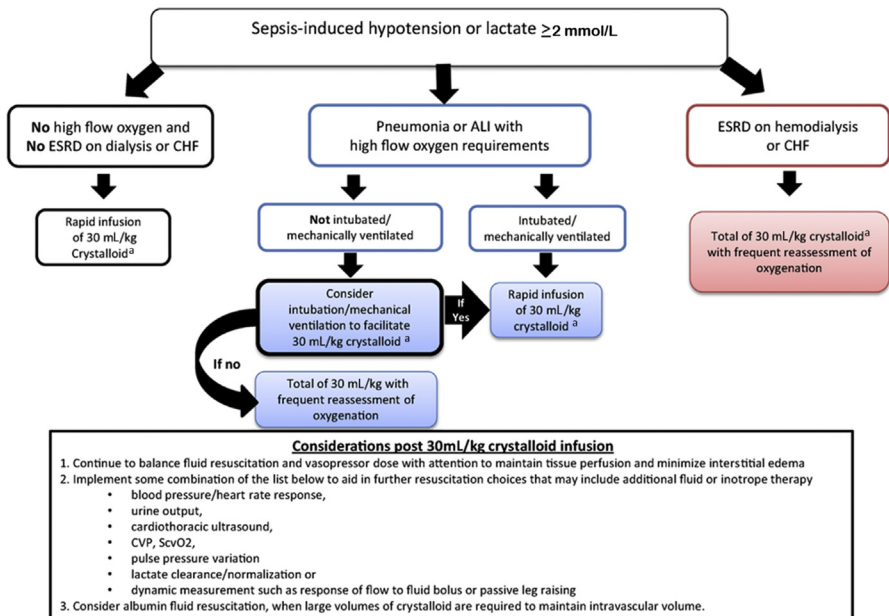 Sepsis-induced hypotension or lactate ≥2 mmol/L
No high flow oxygen and
No ESRD on dialysis or CHF
Pneumonia or ALI with
high flow oxygen requirements
ESRD on hemodialysis
or CHF
Rapid infusion
of 30 mL/kg
Crystalloidᵃ
Not intubated/
mechanically ventilated
Intubated/
mechanically ventilated
Total of 30 mL/kg crystalloidᵃ
with frequent reassessment of
oxygenation
Consider
intubation/mechanical
ventilation to facilitate
30 mL/kg crystalloid ᵃ
If
Yes
Rapid infusion
of 30 mL/kg
crystalloid ᵃ
If no
Total of 30 mL/kg with
frequent reassessment of
oxygenation
Considerations post 30mL/kg crystalloid infusion
1. Continue to balance fluid resuscitation and vasopressor dose with attention to maintain tissue perfusion and minimize interstitial edema
2. Implement some combination of the list below to aid in further resuscitation choices that may include additional fluid or inotrope therapy
• blood pressure/heart rate response,
• urine output,
• cardiothoracic ultrasound,
• CVP, ScvO2,
• pulse pressure variation
• lactate clearance/normalization or
• dynamic measurement such as response of flow to fluid bolus or passive leg raising
3. Consider albumin fluid resuscitation, when large volumes of crystalloid are required to maintain intravascular volume.